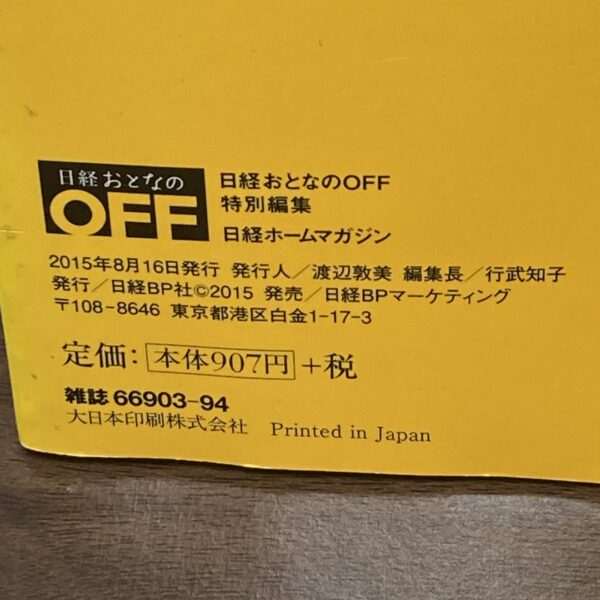 日経おとなの
OFF
日経おとなのOFF
特別編集
日経ホームマガジン
2015年8月16日発行 発行人／渡辺敦美 編集長／行武知子
発行／日経BP社©2015 発売／日経BPマーケティング
〒108-8646 東京都港区白金1-17-3
定価：本体907円+税
雑誌 66903-94
大日本印刷株式会社 Printed in Japan